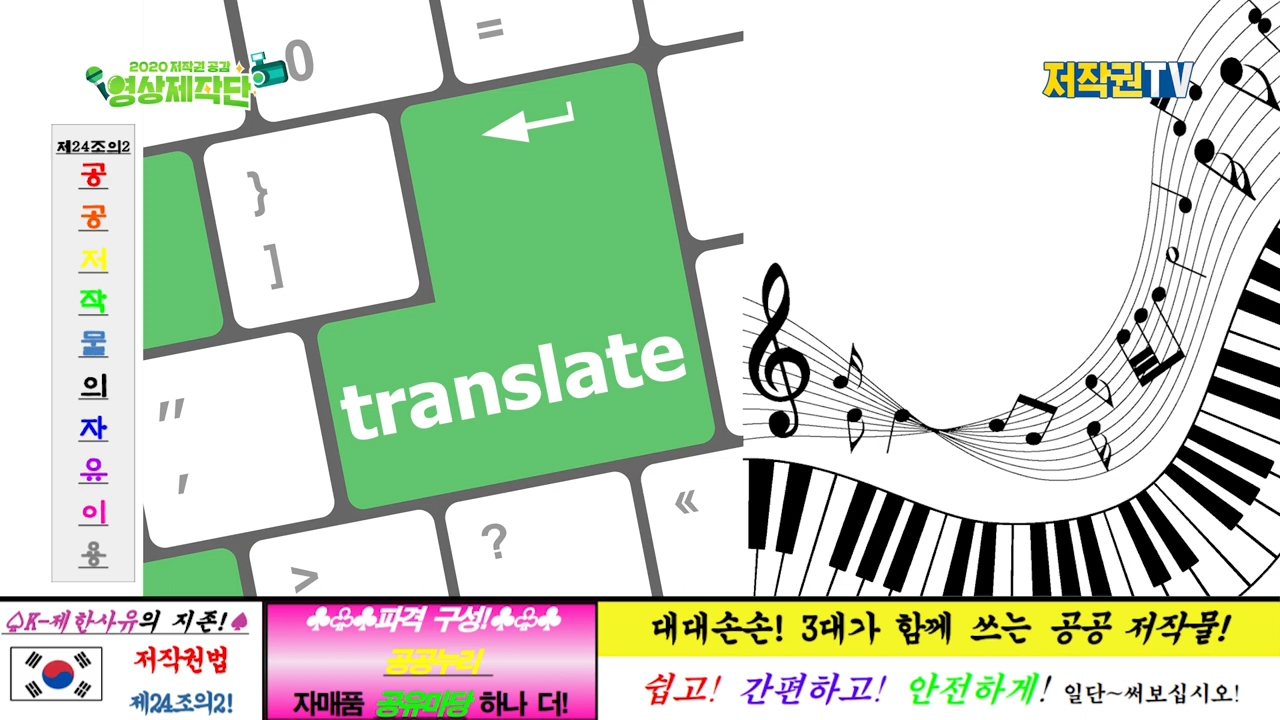 2020 저작권 공감
영상제작단
저작권TV
제24조의2
공
공
저
작
물
의
자
유
이
용
0
=
}
]
"
'
translate
>
?
«
♤K-제한사유의 지존!♠
저작권법
제24조의2!
♣♧♣파격 구성!♣♧♣
공공누리
자매품 공유마당 하나 더!
대대손손! 3대가 함께 쓰는 공공 저작물!
쉽고! 간편하고! 안전하게! 일단~써보십시오!